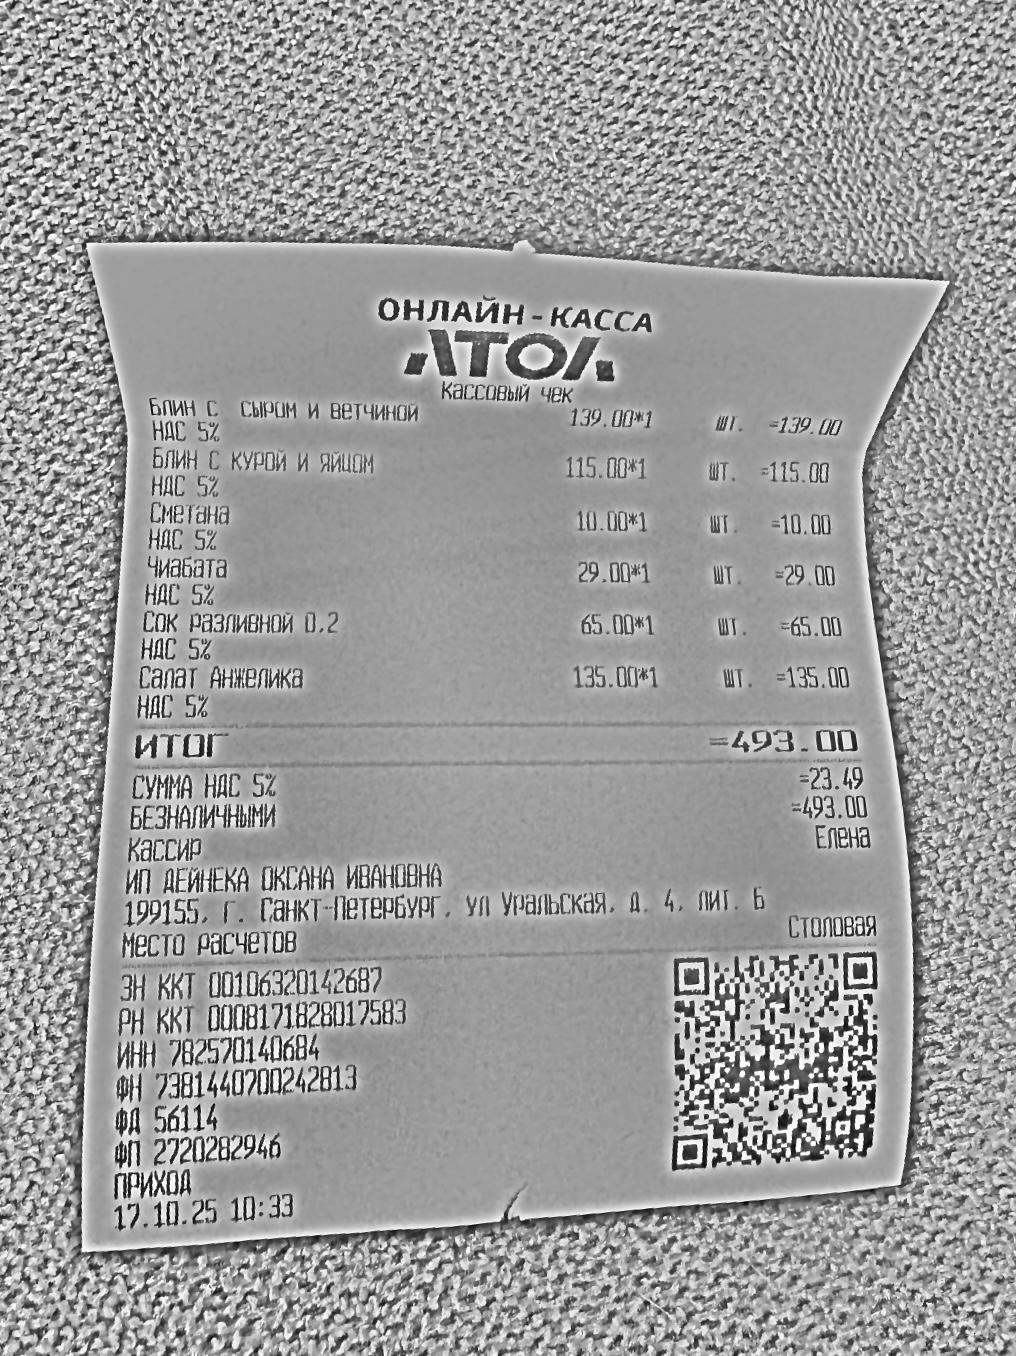 ОНЛАЙН-КАССА
АТОЛ
Кассовый чек
Блин с сыром и ветчиной 139.00*1 шт. =139.00
НДС 5%
Блин с курой и яйцом 115.00*1 шт. =115.00
НДС 5%
Сметана 10.00*1 шт. =10.00
НДС 5%
Чиабата 29.00*1 шт. =29.00
НДС 5%
Сок разливной 0,2 65.00*1 шт. =65.00
НДС 5%
Салат Анжелика 135.00*1 шт. =135.00
НДС 5%
ИТОГ =493.00
СУММА НДС 5% =23.49
БЕЗНАЛИЧНЫМИ =493.00
Кассир Елена
ИП ДЕЙНЕКА ОКСАНА ИВАНОВНА
199155, г. Санкт-Петербург, ул Уральская, д. 4, лит. Б
Место расчетов Столовая
ЗН ККТ 00106320142687
РН ККТ 0008171828017583
ИНН 782570140684
ФН 7381440700242813
ФД 56114
ФП 2720282946
ПРИХОД
17.10.25 10:33